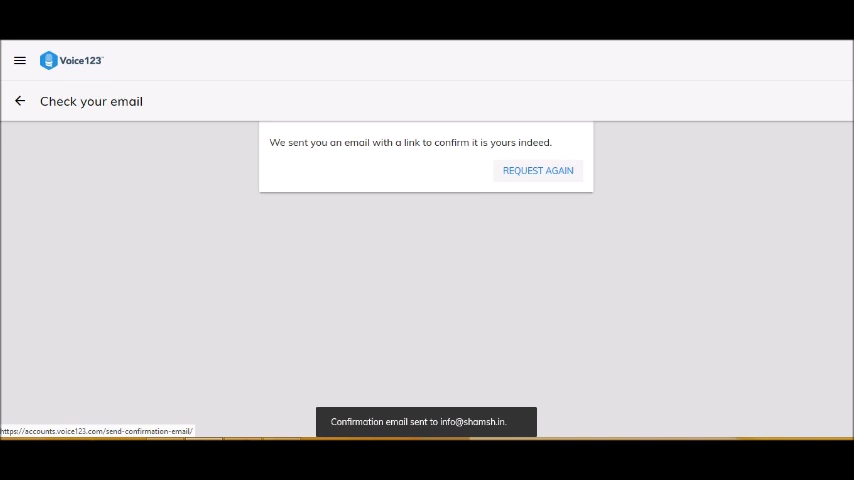 Voice123
Check your email
We sent you an email with a link to confirm it is yours indeed.
REQUEST AGAIN
Confirmation email sent to info@shamsh.in.
https://accounts.voice123.com/send-confirmation-email/